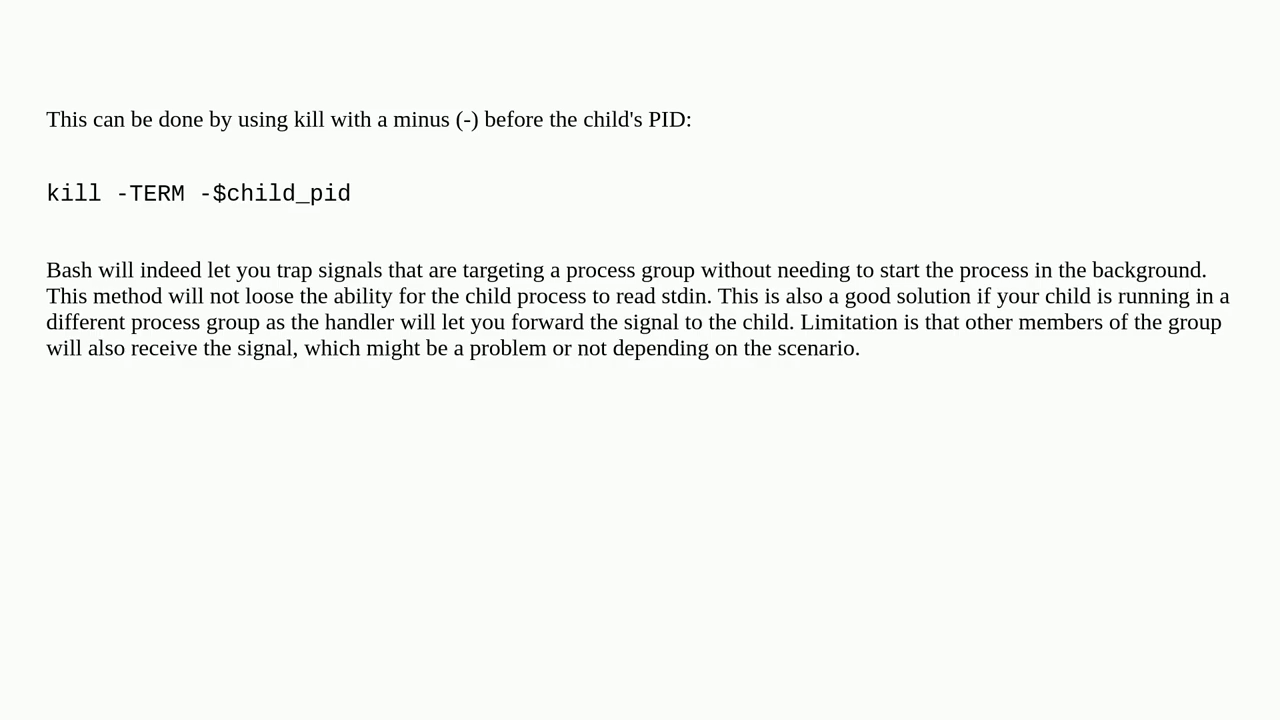 This can be done by using kill with a minus (-) before the child's PID:
kill -TERM -$child_pid
Bash will indeed let you trap signals that are targeting a process group without needing to start the process in the background.
This method will not loose the ability for the child process to read stdin. This is also a good solution if your child is running in a
different process group as the handler will let you forward the signal to the child. Limitation is that other members of the group
will also receive the signal, which might be a problem or not depending on the scenario.